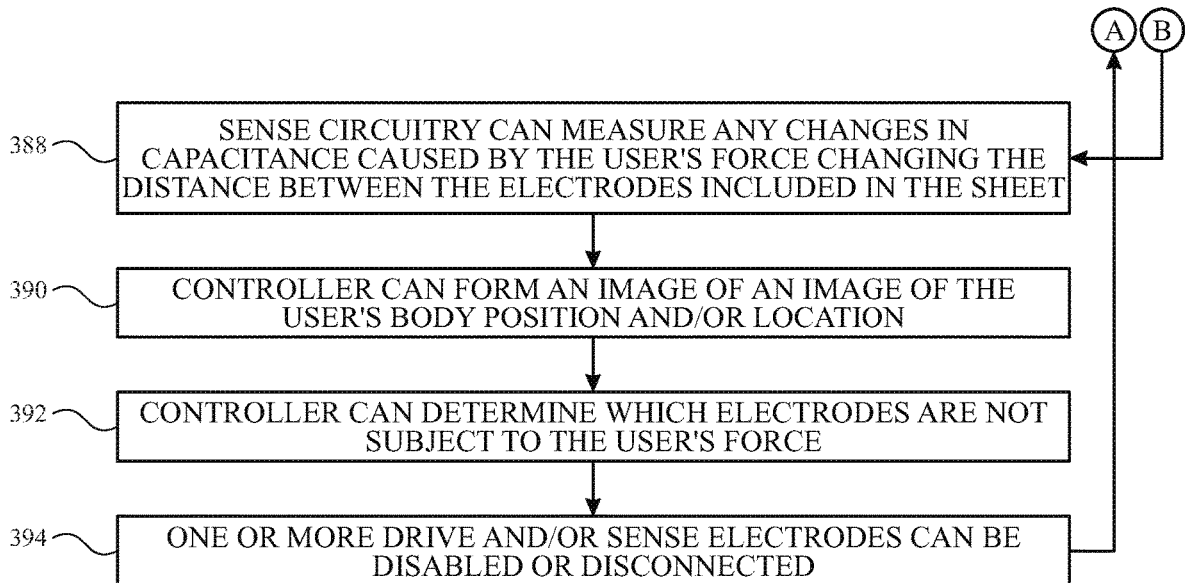 A B
388
SENSE CIRCUITRY CAN MEASURE ANY CHANGES IN
CAPACITANCE CAUSED BY THE USER'S FORCE CHANGING THE
DISTANCE BETWEEN THE ELECTRODES INCLUDED IN THE SHEET
390
CONTROLLER CAN FORM AN IMAGE OF AN IMAGE OF THE
USER'S BODY POSITION AND/OR LOCATION
392
CONTROLLER CAN DETERMINE WHICH ELECTRODES ARE NOT
SUBJECT TO THE USER'S FORCE
394
ONE OR MORE DRIVE AND/OR SENSE ELECTRODES CAN BE
DISABLED OR DISCONNECTED